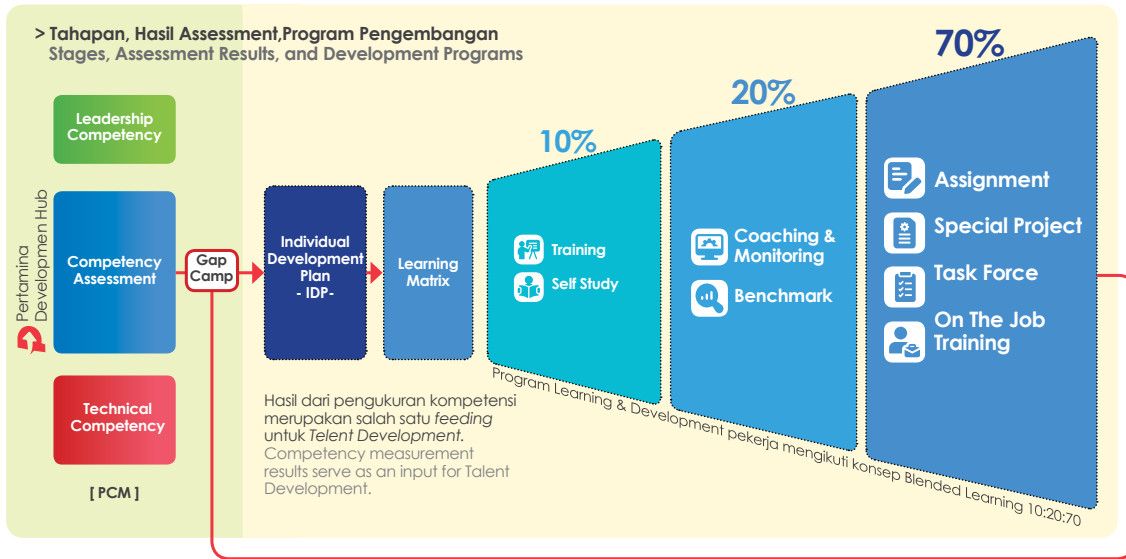 > Tahapan, Hasil Assessment,Program Pengembangan
Stages, Assessment Results, and Development Programs
Pertamina
Developmen Hub
Leadership
Competency
Competency
Assessment
Technical
Competency
[ PCM ]
Gap
Camp
Individual
Development
Plan
- IDP-
Learning
Matrix
Hasil dari pengukuran kompetensi
merupakan salah satu feeding
untuk Telent Development.
Competency measurement
results serve as an input for Talent
Development.
10%
Training
Self Study
20%
Coaching &
Monitoring
Benchmark
70%
Assignment
Special Project
Task Force
On The Job
Training
Program Learning & Development pekerja mengikuti konsep Blended Learning 10:20:70